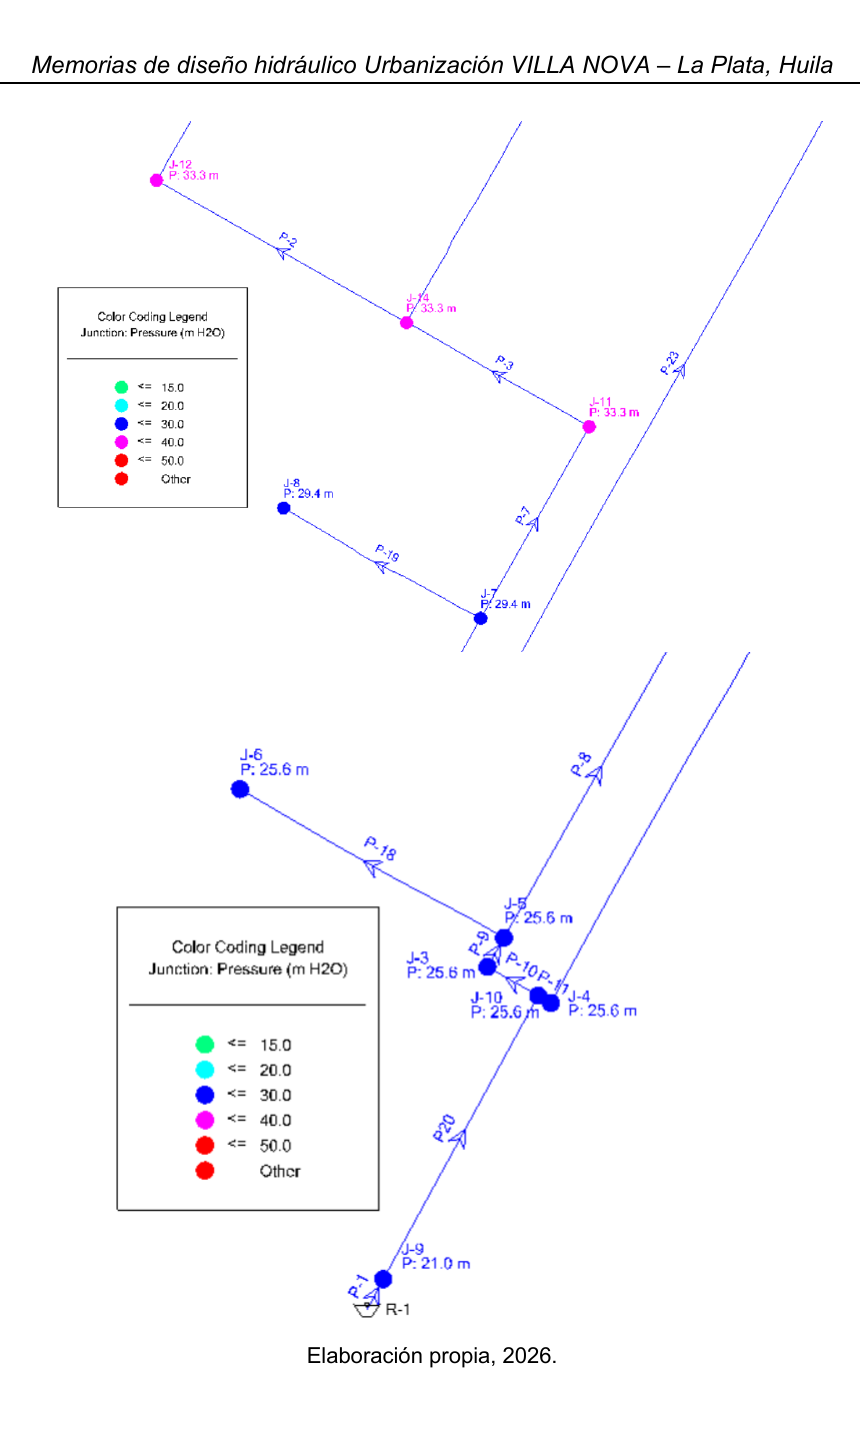 Memorias de diseño hidráulico Urbanización VILLA NOVA – La Plata, Huila
J-12
P: 33.3 m
P-2
J-14
P: 33.3 m
P-3
P-23
J-11
P: 33.3 m
Color Coding Legend
Junction: Pressure (m H2O)
<= 15.0
<= 20.0
<= 30.0
<= 40.0
<= 50.0
Other
J-8
P: 29.4 m
P-7
P-19
J-7
P: 29.4 m
J-6
P: 25.6 m
P-8
P-18
J-5
P: 25.6 m
P-9
J-3
P: 25.6 m
P-10
P-11
J-10
P: 25.6 m
J-4
P: 25.6 m
Color Coding Legend
Junction: Pressure (m H2O)
<= 15.0
<= 20.0
<= 30.0
<= 40.0
<= 50.0
Other
P20
J-9
P: 21.0 m
P-1
R-1
Elaboración propia, 2026.